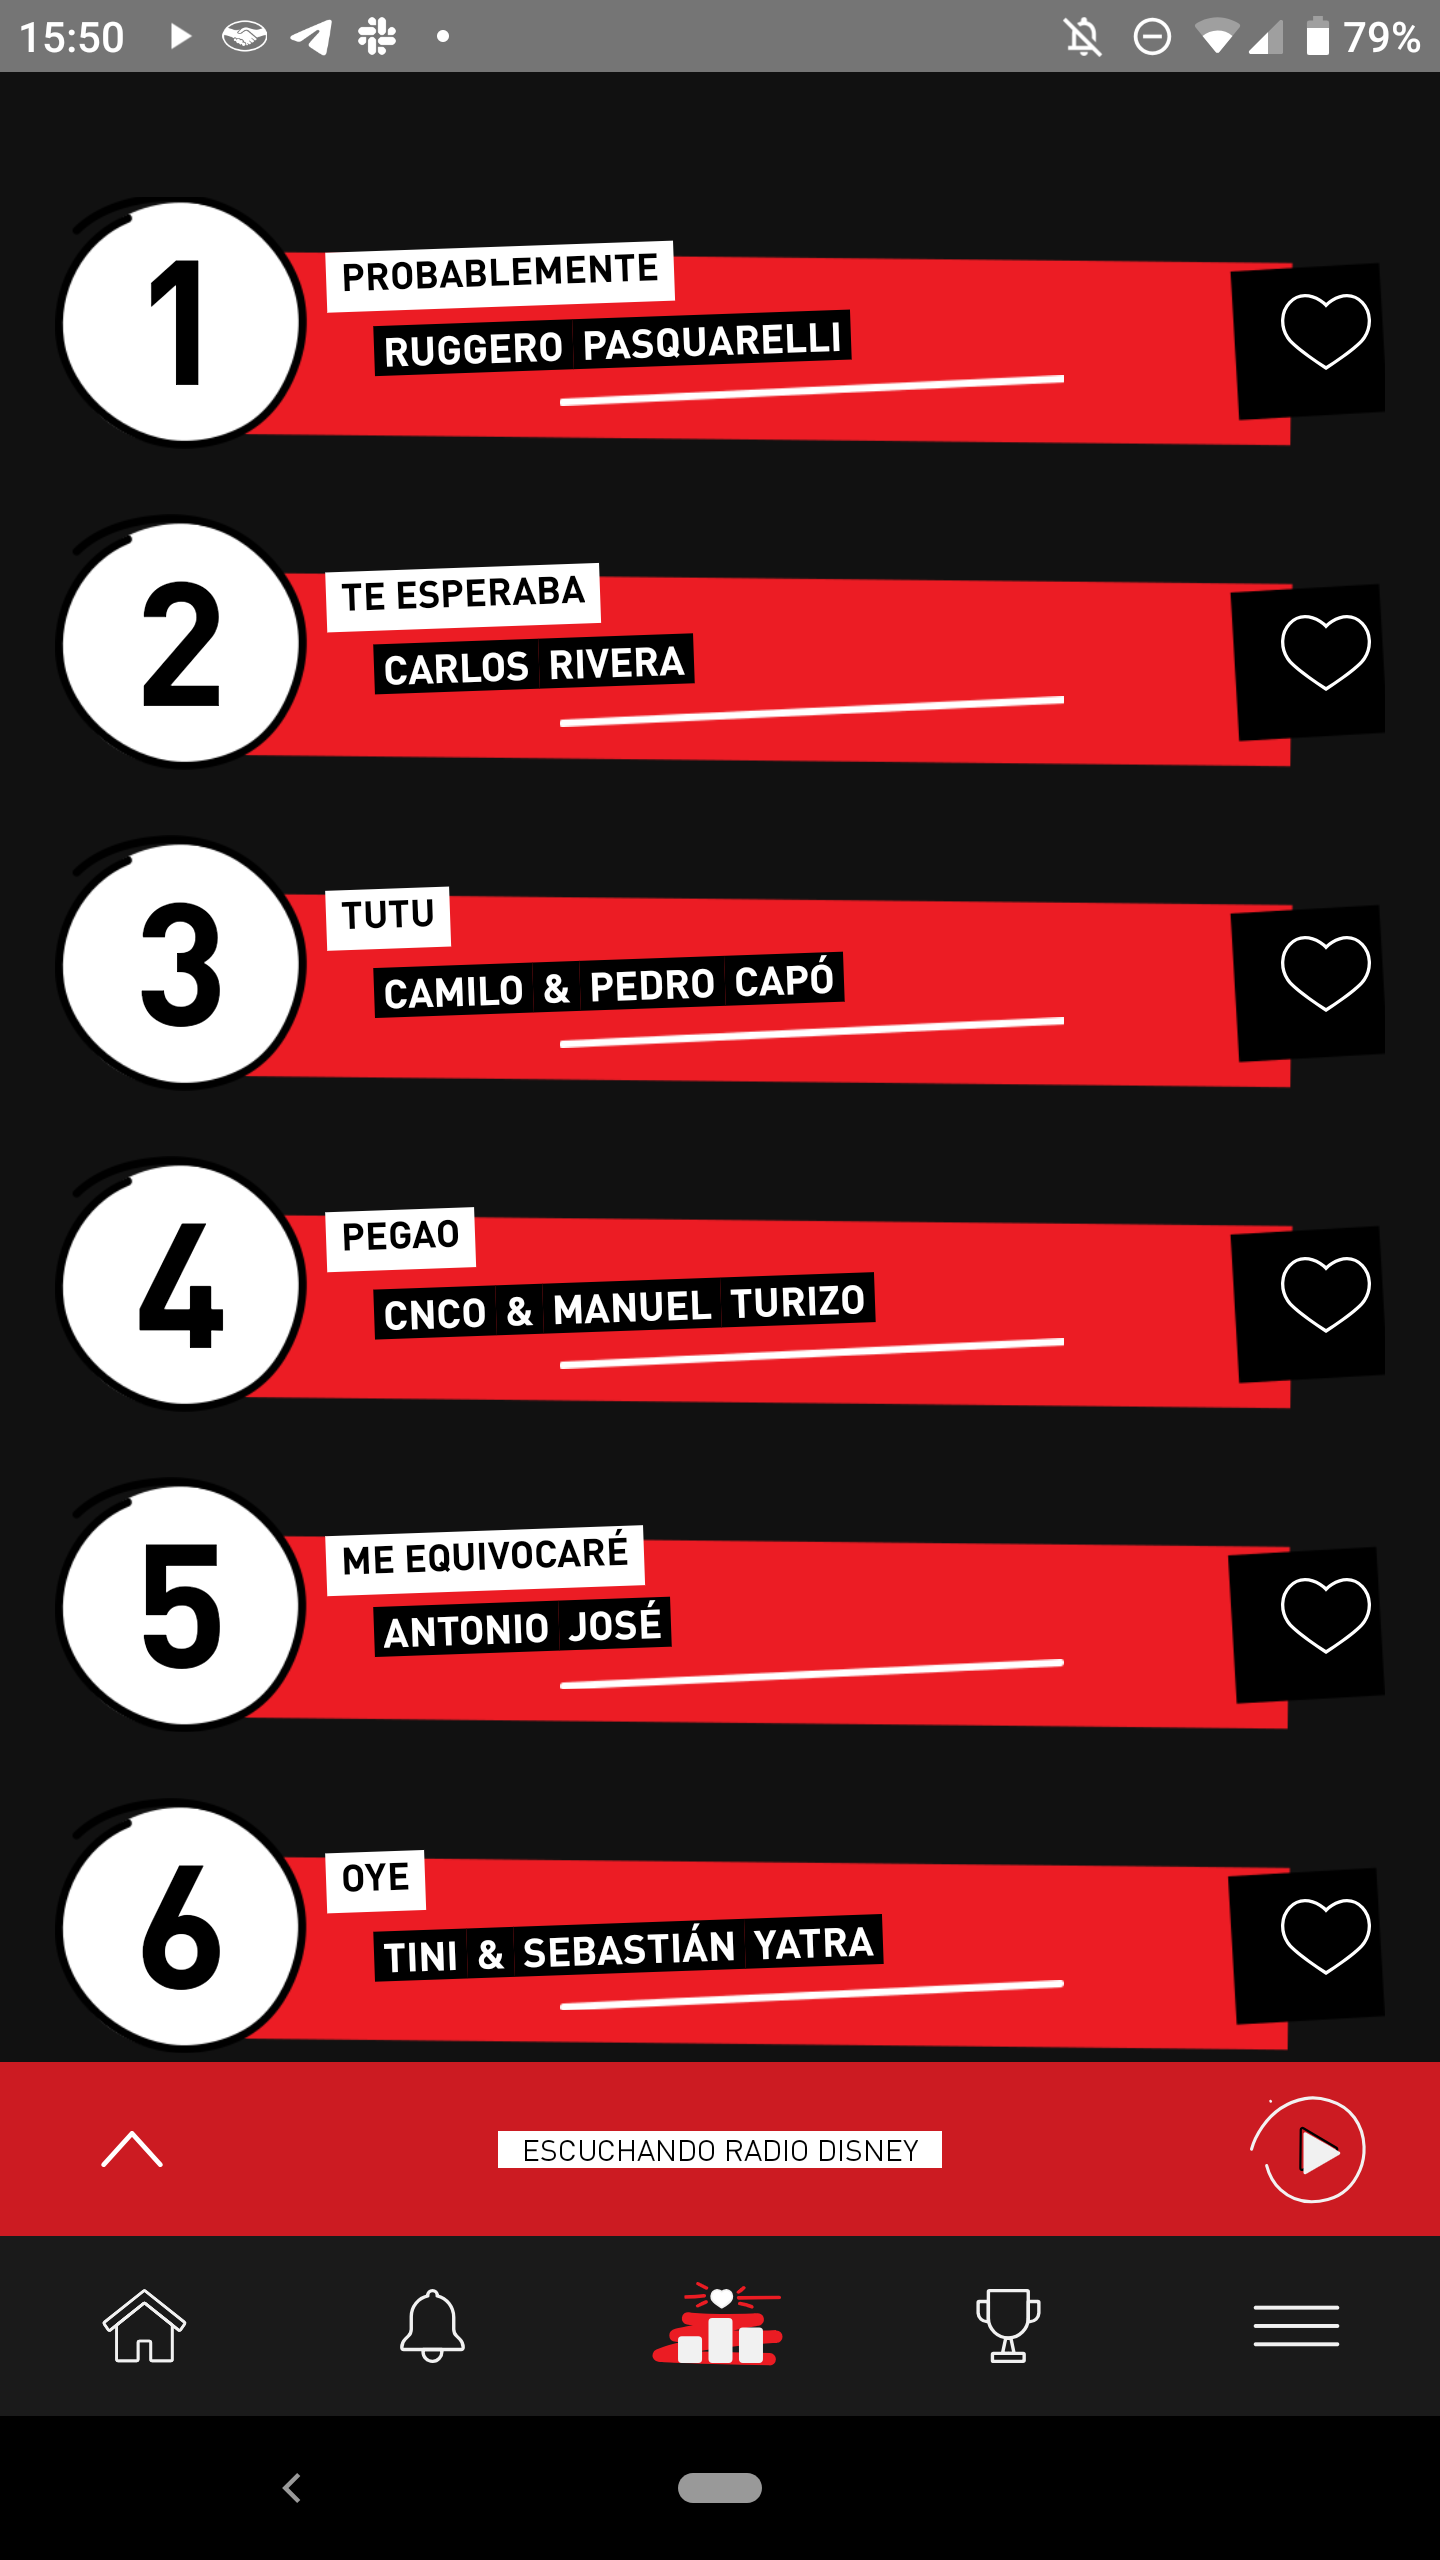 15:50
79%
1
PROBABLEMENTE
RUGGERO PASQUARELLI
2
TE ESPERABA
CARLOS RIVERA
3
TUTU
CAMILO & PEDRO CAPÓ
4
PEGAO
CNCO & MANUEL TURIZO
5
ME EQUIVOCARÉ
ANTONIO JOSÉ
6
OYE
TINI & SEBASTIÁN YATRA
ESCUCHANDO RADIO DISNEY